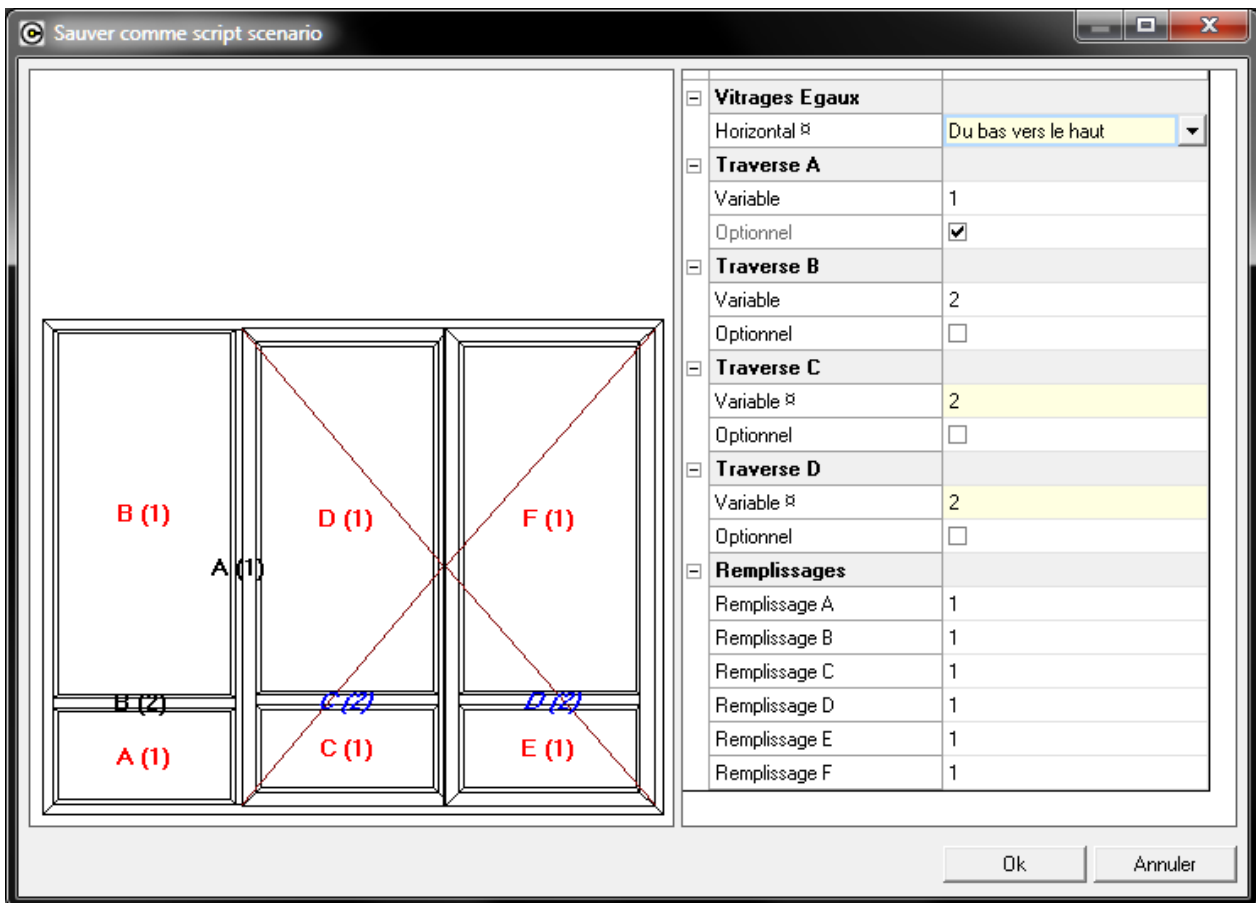 Sauver comme script scenario
Vitrages Egaux
Horizontal ¤ Du bas vers le haut
Traverse A
Variable 1
Optionnel
Traverse B
Variable 2
Optionnel
Traverse C
Variable ¤ 2
Optionnel
Traverse D
Variable ¤ 2
Optionnel
Remplissages
Remplissage A 1
Remplissage B 1
Remplissage C 1
Remplissage D 1
Remplissage E 1
Remplissage F 1
B (1) D (1) F (1)
A (1)
B (2) C (2) D (2)
A (1) C (1) E (1)
Ok Annuler